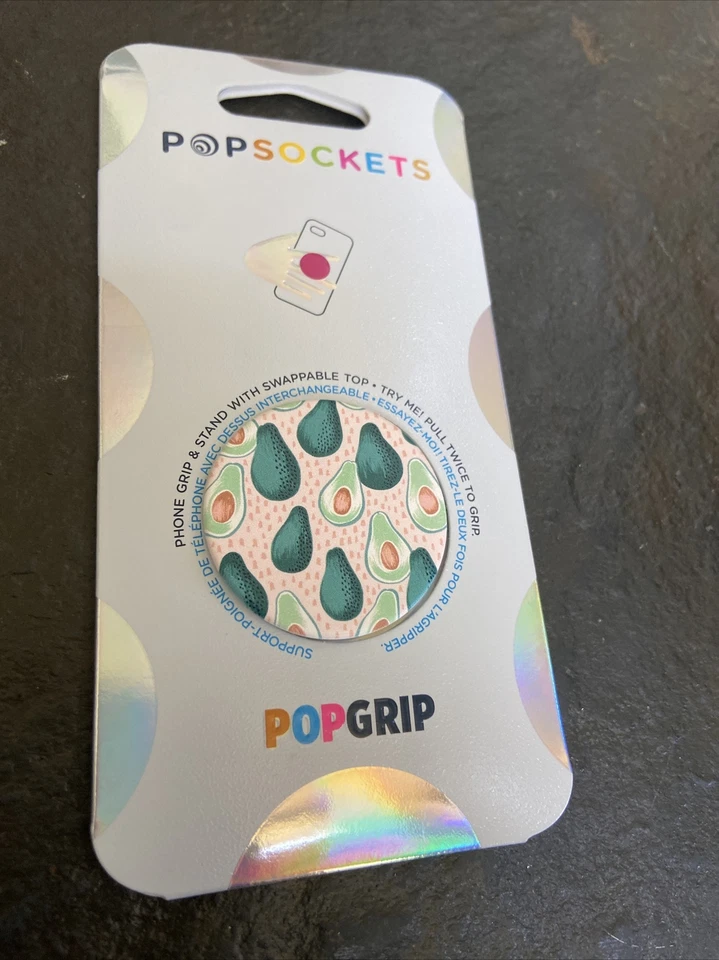 POPSOCKETS
PHONE GRIP & STAND WITH SWAPPABLE TOP • TRY ME! PULL TWICE TO GRIP.
SUPPORT-POIGNÉE DE TÉLÉPHONE AVEC DESSUS INTERCHANGEABLE • ESSAYEZ-MOI! TIREZ-LE DEUX FOIS POUR L'AGRIPPER.
POPGRIP